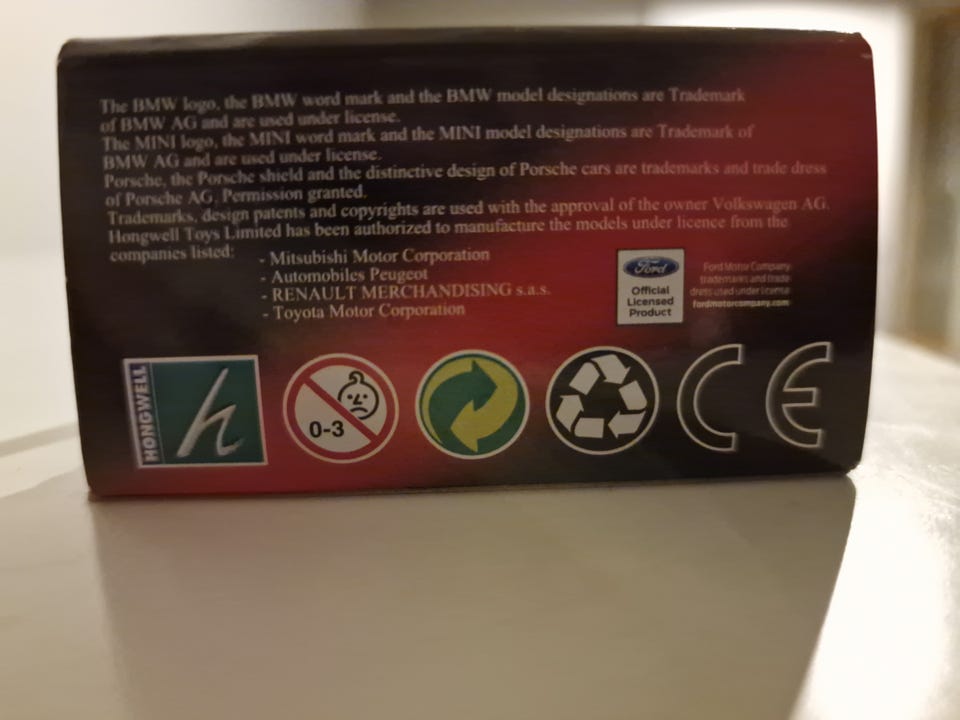 The BMW logo, the BMW word mark and the BMW model designations are Trademark
of BMW AG and are used under license.
The MINI logo, the MINI word mark and the MINI model designations are Trademark of
BMW AG and are used under license.
Porsche, the Porsche shield and the distinctive design of Porsche cars are trademarks and trade dress
of Porsche AG. Permission granted.
Trademarks, design patents and copyrights are used with the approval of the owner Volkswagen AG.
Hongwell Toys Limited has been authorized to manufacture the models under licence from the
companies listed:
- Mitsubishi Motor Corporation
- Automobiles Peugeot
- RENAULT MERCHANDISING s.a.s.
- Toyota Motor Corporation
Ford
Official
Licensed
Product
Ford Motor Company
trademarks and trade
dress used under license
fordmotorcompany.com
HONGWELL
h
0-3
CE